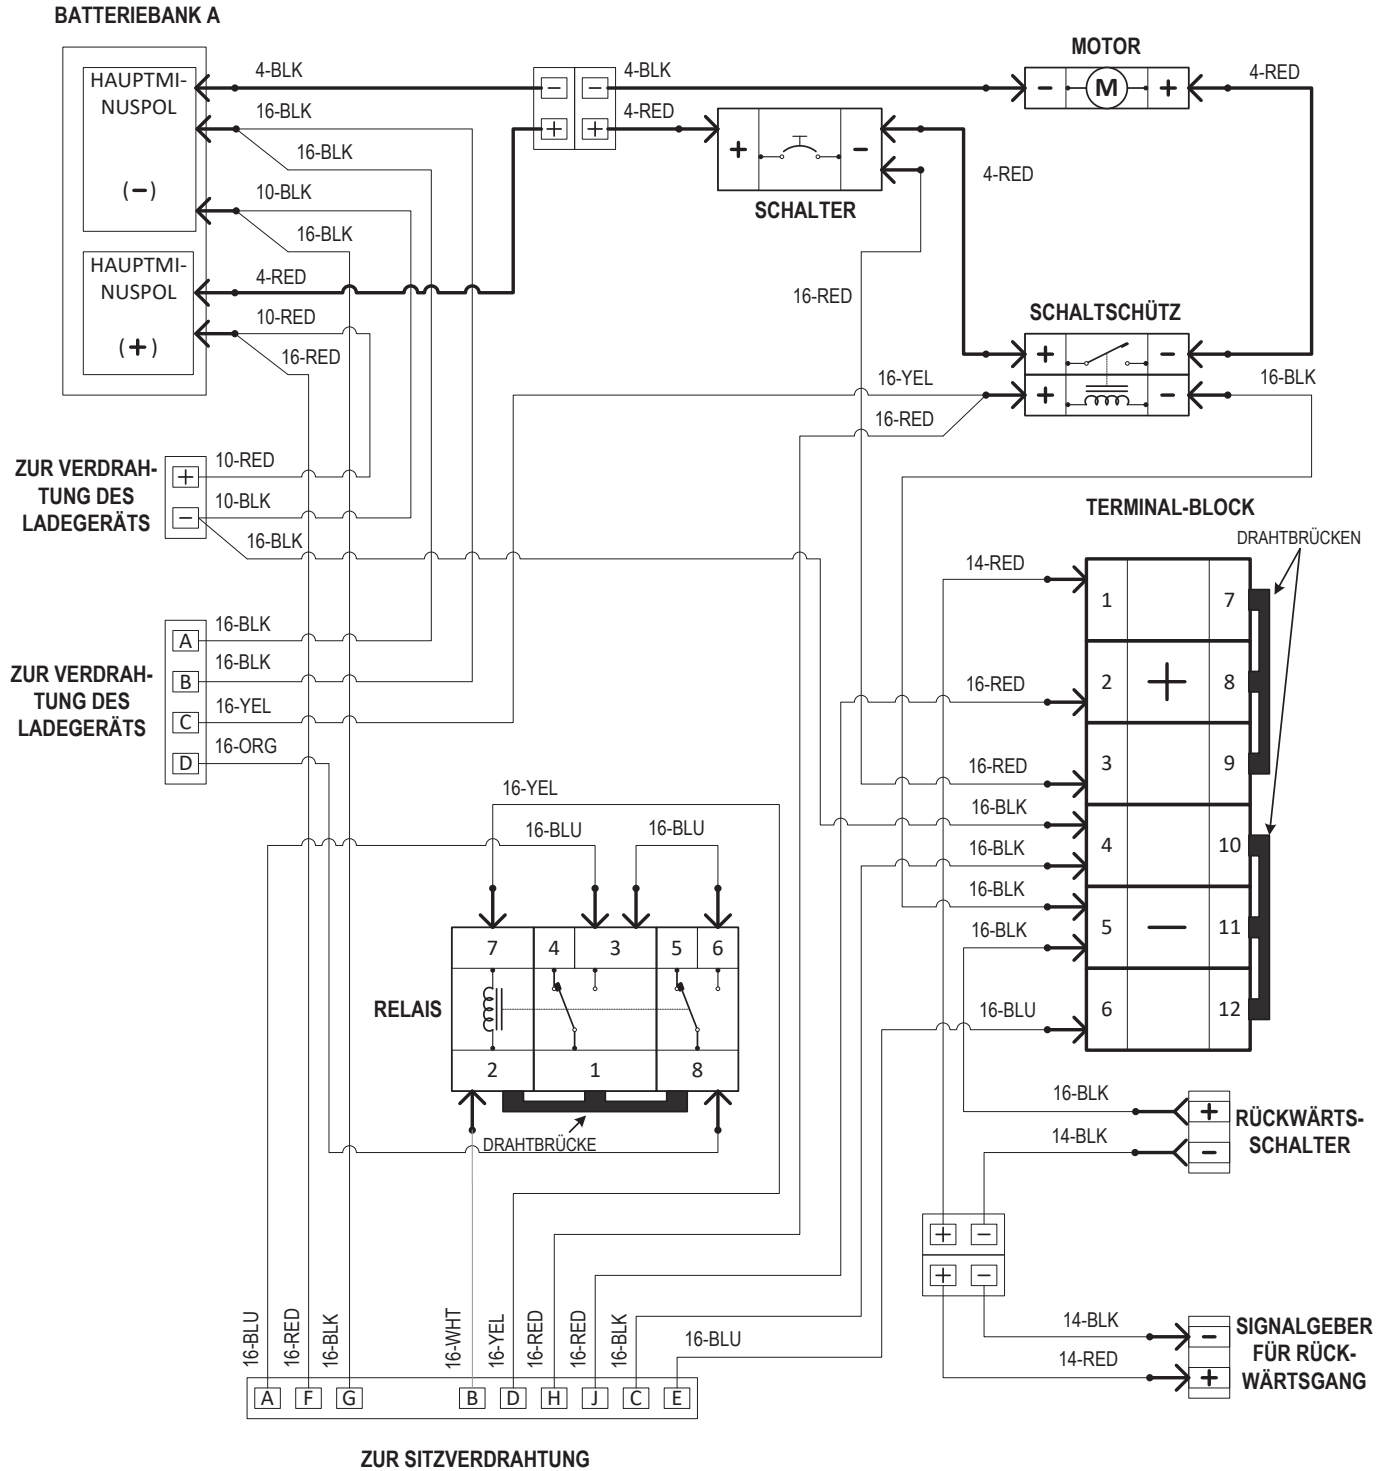 BATTERIEBANK A
MOTOR
HAUPTMI-
NUSPOL
(−)
4-BLK
− −
4-BLK
− M +
4-RED
16-BLK
4-RED
+ +
16-BLK
+ −
4-RED
10-BLK
SCHALTER
16-BLK
HAUPTMI-
NUSPOL
(+)
4-RED
16-RED
10-RED
SCHALTSCHÜTZ
16-RED
+ −
16-YEL
+ −
16-BLK
16-RED
ZUR VERDRAH-
TUNG DES
LADEGERÄTS
+
10-RED
−
10-BLK
16-BLK
TERMINAL-BLOCK
DRAHTBRÜCKEN
14-RED
1 7
ZUR VERDRAH-
TUNG DES
LADEGERÄTS
A
16-BLK
B
16-BLK
C
16-YEL
D
16-ORG
16-RED
2 + 8
16-RED
3 9
16-YEL
16-BLU
16-BLU
16-BLK
4 10
16-BLK
16-BLK
5 − 11
16-BLK
7 4 3 5 6
RELAIS
16-BLU
6 12
2 1 8
DRAHTBRÜCKE
16-BLK
+
14-BLK
−
RÜCKWÄRTS-
SCHALTER
+ −
+ −
16-BLU
16-RED
16-BLK
16-WHT
16-YEL
16-RED
16-RED
16-BLK
16-BLU
14-BLK
−
14-RED
+
SIGNALGEBER
FÜR RÜCK-
WÄRTSGANG
A F G B D H J C E
ZUR SITZVERDRAHTUNG